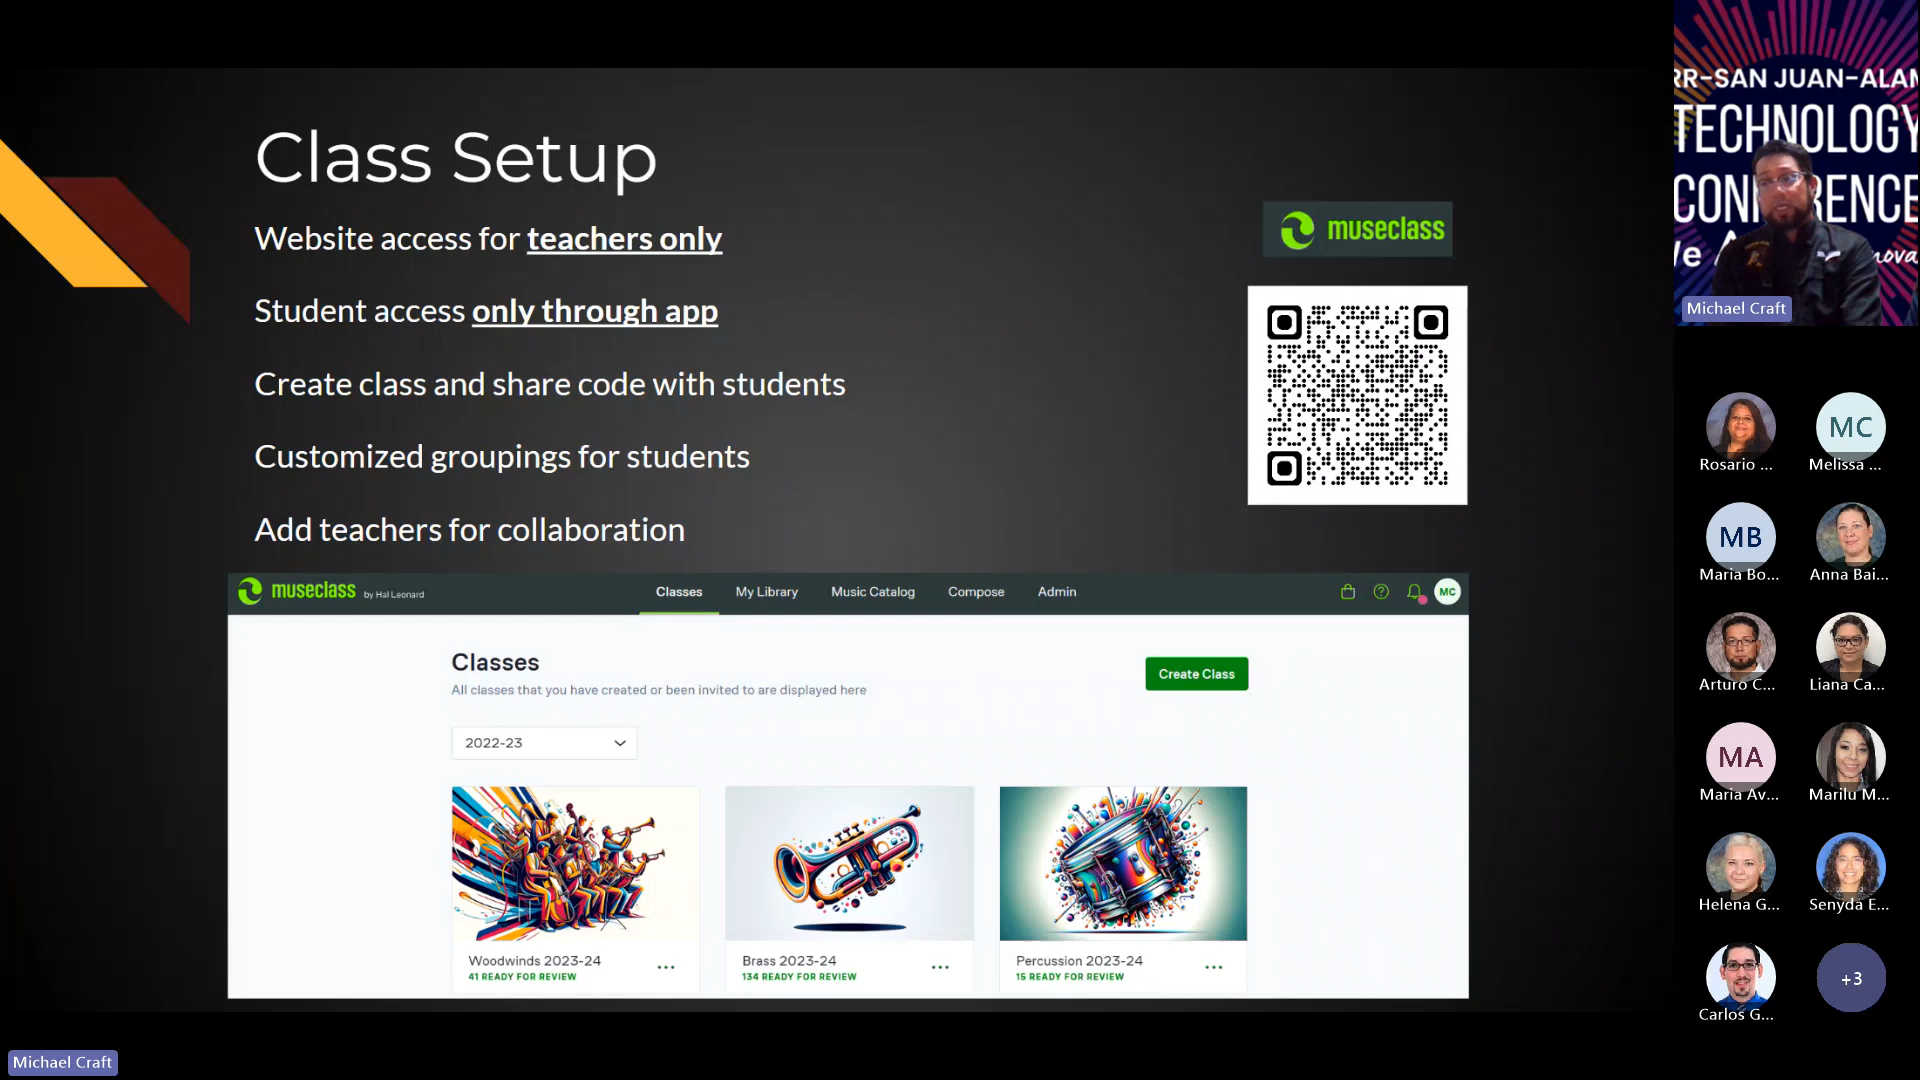 Class Setup
Website access for teachers only
Student access only through app
Create class and share code with students
Customized groupings for students
Add teachers for collaboration
museclass
museclass by Hal Leonard
Classes
My Library
Music Catalog
Compose
Admin
MC
Classes
All classes that you have created or been invited to are displayed here
Create Class
2022-23
Woodwinds 2023-24
41 READY FOR REVIEW
Brass 2023-24
134 READY FOR REVIEW
Percussion 2023-24
15 READY FOR REVIEW
RR-SAN JUAN-ALAM
TECHNOLOGY
Michael Craft
Rosario ...
MC
Melissa ...
MB
Maria Bo...
Anna Bai...
Arturo C...
Liana Ca...
MA
Maria Av...
Marilu M...
Helena G...
Senyda E...
Carlos G...
+3
Michael Craft